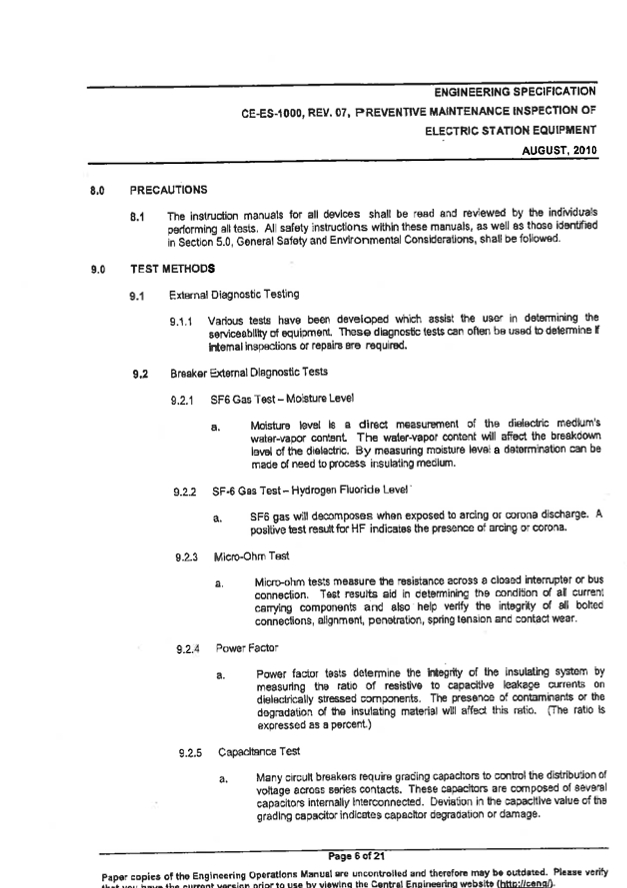 ENGINEERING SPECIFICATION
CE-ES-1000, REV. 07, PREVENTIVE MAINTENANCE INSPECTION OF
ELECTRIC STATION EQUIPMENT
AUGUST, 2010
8.0 PRECAUTIONS
8.1 The instruction manuals for all devices shall be read and reviewed by the individuals
performing all tests. All safety instructions within these manuals, as well as those identified
in Section 5.0, General Safety and Environmental Considerations, shall be followed.
9.0 TEST METHODS
9.1 External Diagnostic Testing
9.1.1 Various tests have been developed which assist the user in determining the
serviceability of equipment. These diagnostic tests can often be used to determine if
internal inspections or repairs are required.
9.2 Breaker External Diagnostic Tests
9.2.1 SF6 Gas Test – Moisture Level
a. Moisture level is a direct measurement of the dielectric medium's
water-vapor content. The water-vapor content will affect the breakdown
level of the dielectric. By measuring moisture level a determination can be
made of need to process insulating medium.
9.2.2 SF-6 Gas Test – Hydrogen Fluoride Level
a. SF6 gas will decomposes when exposed to arcing or corona discharge. A
positive test result for HF indicates the presence of arcing or corona.
9.2.3 Micro-Ohm Test
a. Micro-ohm tests measure the resistance across a closed interrupter or bus
connection. Test results aid in determining the condition of all current
carrying components and also help verify the integrity of all bolted
connections, alignment, penetration, spring tension and contact wear.
9.2.4 Power Factor
a. Power factor tests determine the integrity of the insulating system by
measuring the ratio of resistive to capacitive leakage currents on
dielectrically stressed components. The presence of contaminants or the
degradation of the insulating material will affect this ratio. (The ratio is
expressed as a percent.)
9.2.5 Capacitance Test
a. Many circuit breakers require grading capacitors to control the distribution of
voltage across series contacts. These capacitors are composed of several
capacitors internally interconnected. Deviation in the capacitive value of the
grading capacitor indicates capacitor degradation or damage.
Page 6 of 21
Paper copies of the Engineering Operations Manual are uncontrolled and therefore may be outdated. Please verify
that you have the current version prior to use by viewing the Central Engineering website (http://ceng/).